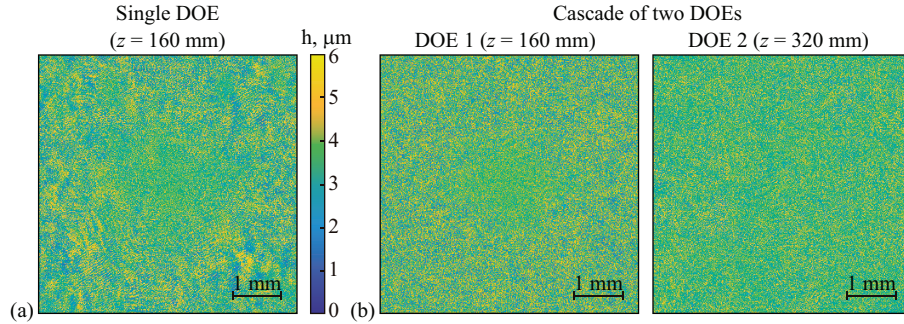 Single DOE
(z = 160 mm)
Cascade of two DOEs
DOE 1 (z = 160 mm)
DOE 2 (z = 320 mm)
h, μm
6
5
4
3
2
1
0
1 mm
1 mm
1 mm
(a)
(b)